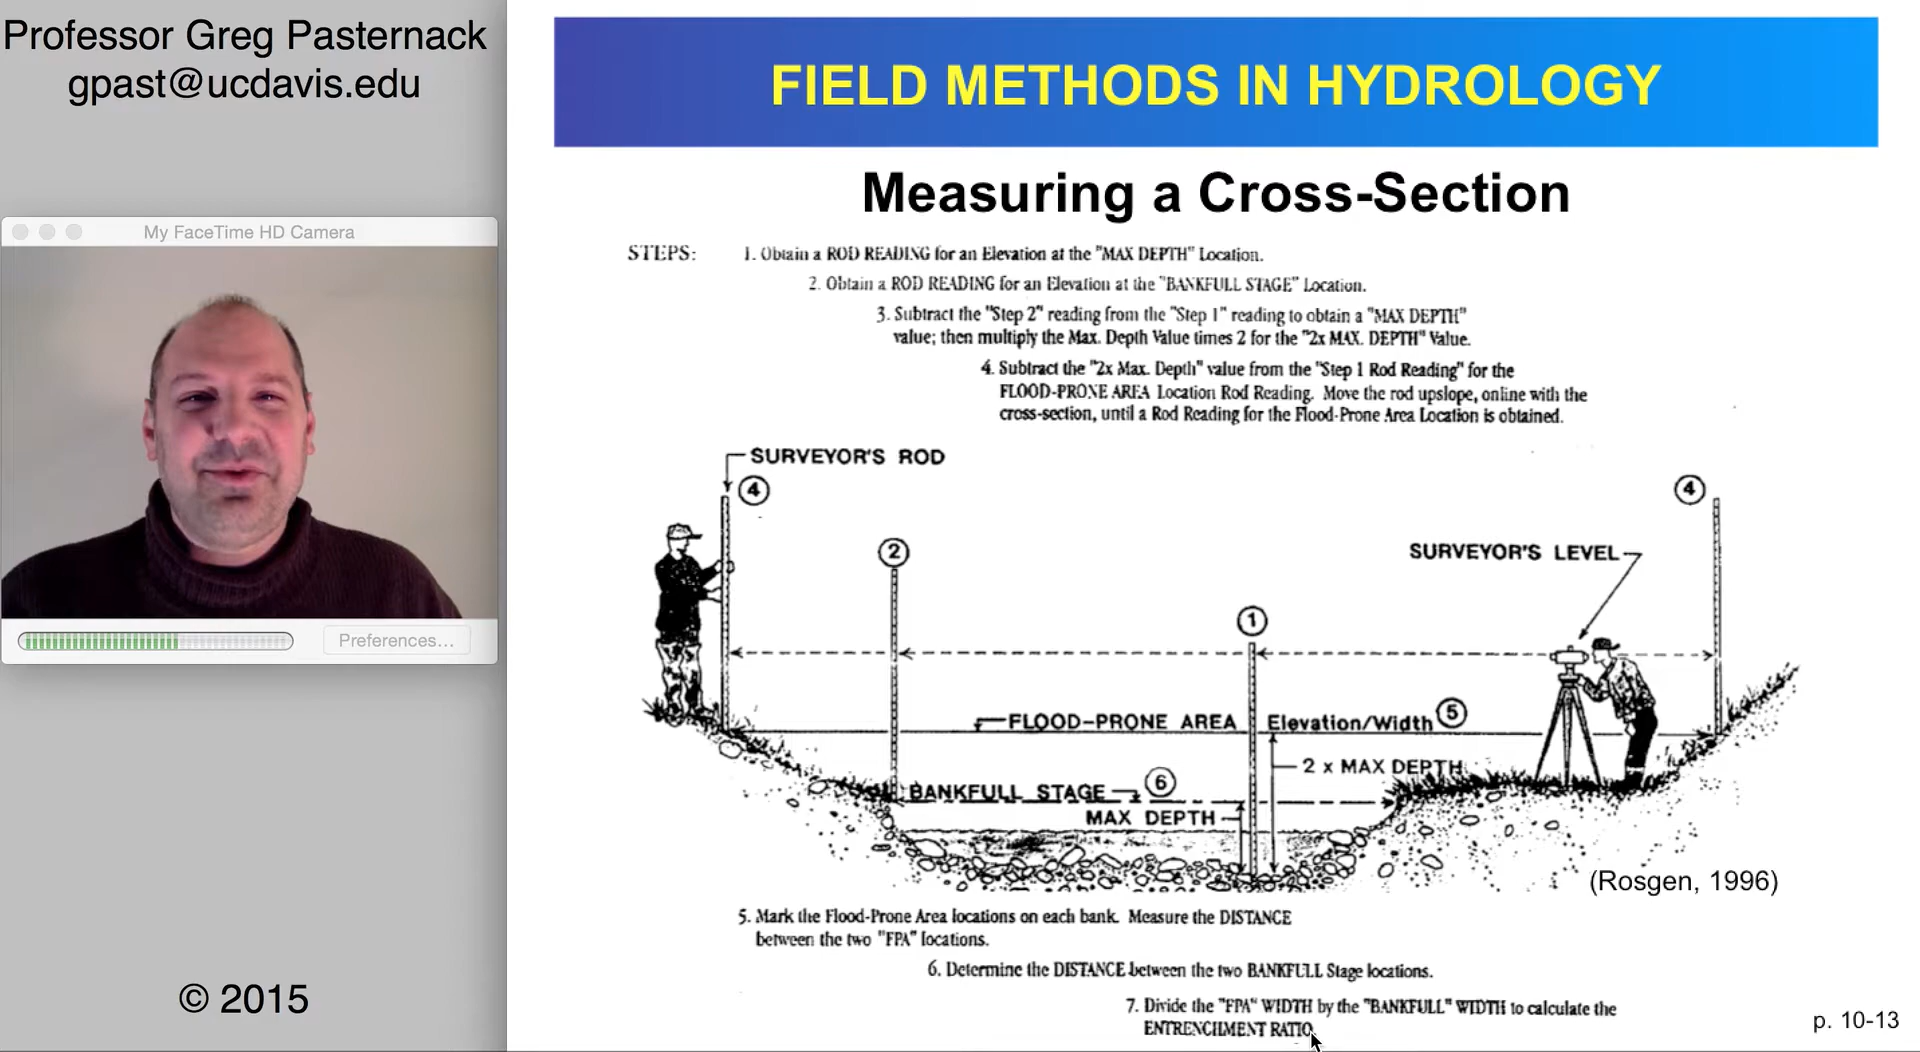 Professor Greg Pasternack
gpast@ucdavis.edu
My FaceTime HD Camera
Preferences...
© 2015
FIELD METHODS IN HYDROLOGY
Measuring a Cross-Section
STEPS:
1. Obtain a ROD READING for an Elevation at the "MAX DEPTH" Location.
2. Obtain a ROD READING for an Elevation at the "BANKFULL STAGE" Location.
3. Subtract the "Step 2" reading from the "Step 1" reading to obtain a "MAX DEPTH"
value; then multiply the Max. Depth Value times 2 for the "2x MAX. DEPTH" Value.
4. Subtract the "2x Max. Depth" value from the "Step 1 Rod Reading" for the
FLOOD-PRONE AREA Location Rod Reading. Move the rod upslope, online with the
cross-section, until a Rod Reading for the Flood-Prone Area Location is obtained.
SURVEYOR'S ROD
4
4
2
SURVEYOR'S LEVEL
1
FLOOD-PRONE AREA Elevation/Width 5
2 x MAX DEPTH
BANKFULL STAGE 6
MAX DEPTH
(Rosgen, 1996)
5. Mark the Flood-Prone Area locations on each bank. Measure the DISTANCE
between the two "FPA" locations.
6. Determine the DISTANCE between the two BANKFULL Stage locations.
7. Divide the "FPA" WIDTH by the "BANKFULL" WIDTH to calculate the
ENTRENCHMENT RATIO.
p. 10-13